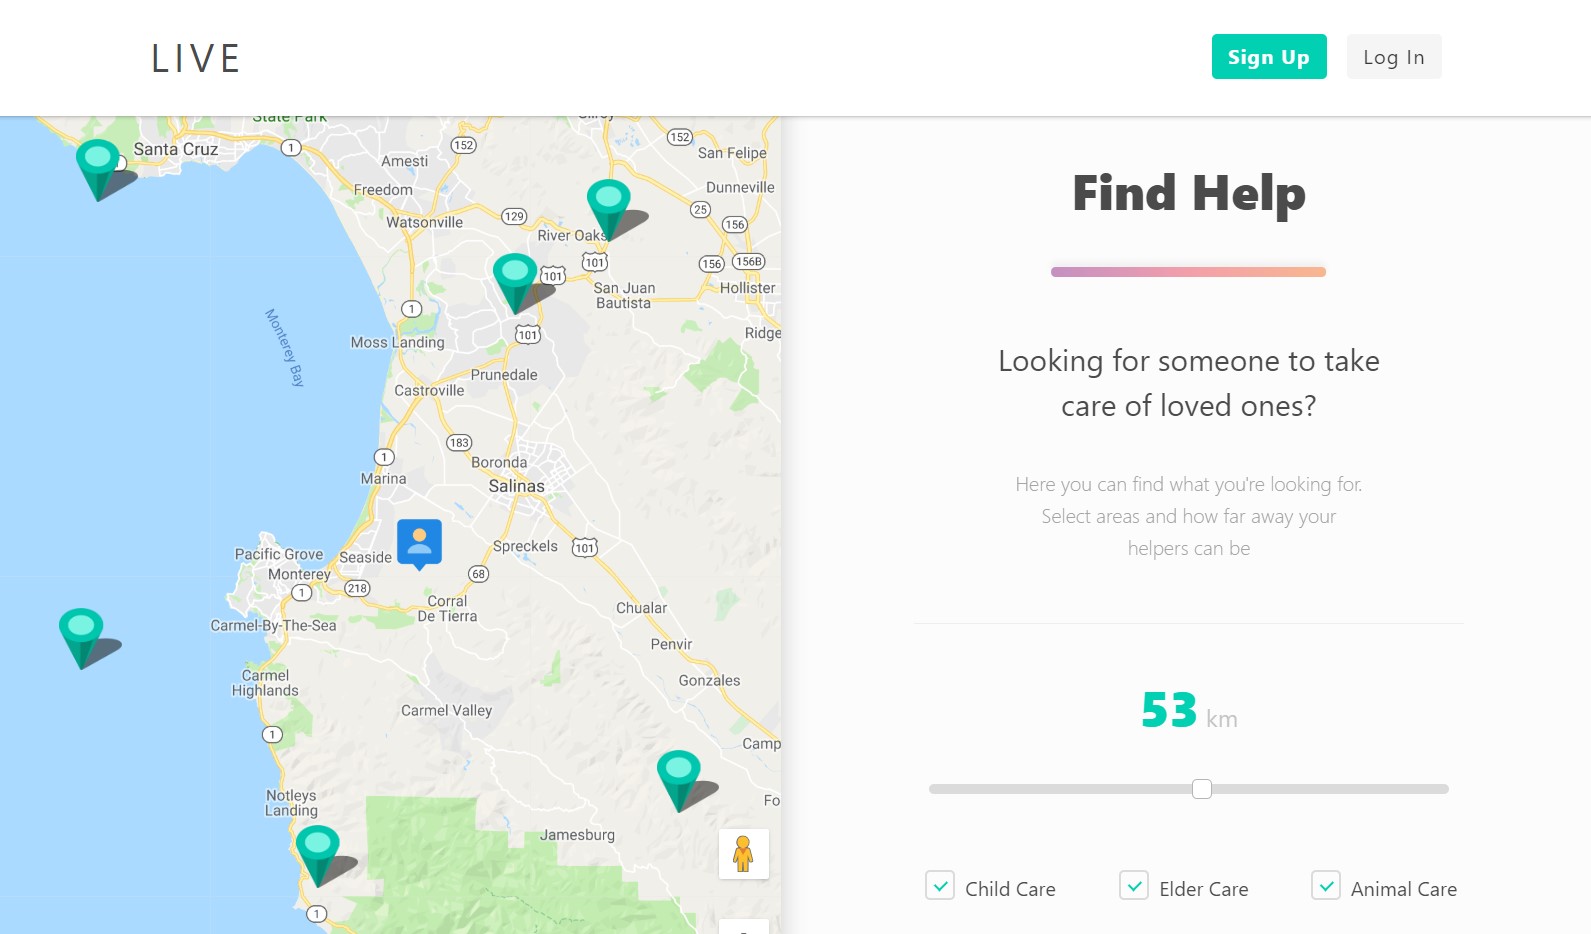 LIVE
Sign Up
Log In
State Park
Gilroy
Santa Cruz
1
152
152
Amesti
San Felipe
Freedom
Dunneville
25
129
Watsonville
156
River Oaks
101
156
156B
101
San Juan
Bautista
Hollister
1
Monterey Bay
101
Ridge
Moss Landing
Prunedale
Castroville
183
1
Boronda
Marina
Salinas
Pacific Grove
Seaside
Spreckels
101
Monterey
68
218
1
Corral
De Tierra
Chualar
Carmel-By-The-Sea
Penvir
Carmel
Highlands
Gonzales
Carmel Valley
1
Camp
Notleys
Landing
Fo
Jamesburg
1
Find Help
Looking for someone to take
care of loved ones?
Here you can find what you're looking for.
Select areas and how far away your
helpers can be
53 km
Child Care
Elder Care
Animal Care